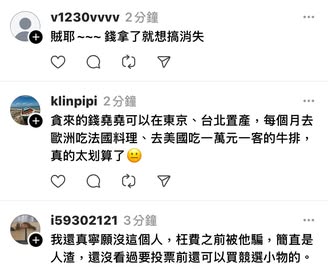 v1230vvvv 2分鐘
賊耶~~~ 錢拿了就想搞消失
klinpipi 2分鐘
貪來的錢堯堯可以在東京、台北置產，每個月去
歐洲吃法國料理、去美國吃一萬元一客的牛排，
真的太划算了😐
i59302121 3分鐘
我還真寧願沒這個人，枉費之前被他騙，簡直是
人渣，還沒看過要投票前還可以買競選小物的。